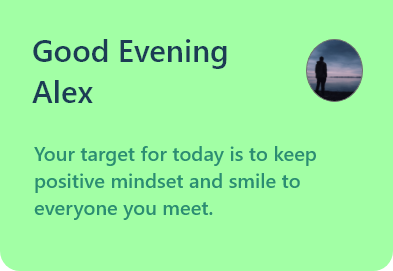 Good Evening
Alex
Your target for today is to keep
positive mindset and smile to
everyone you meet.